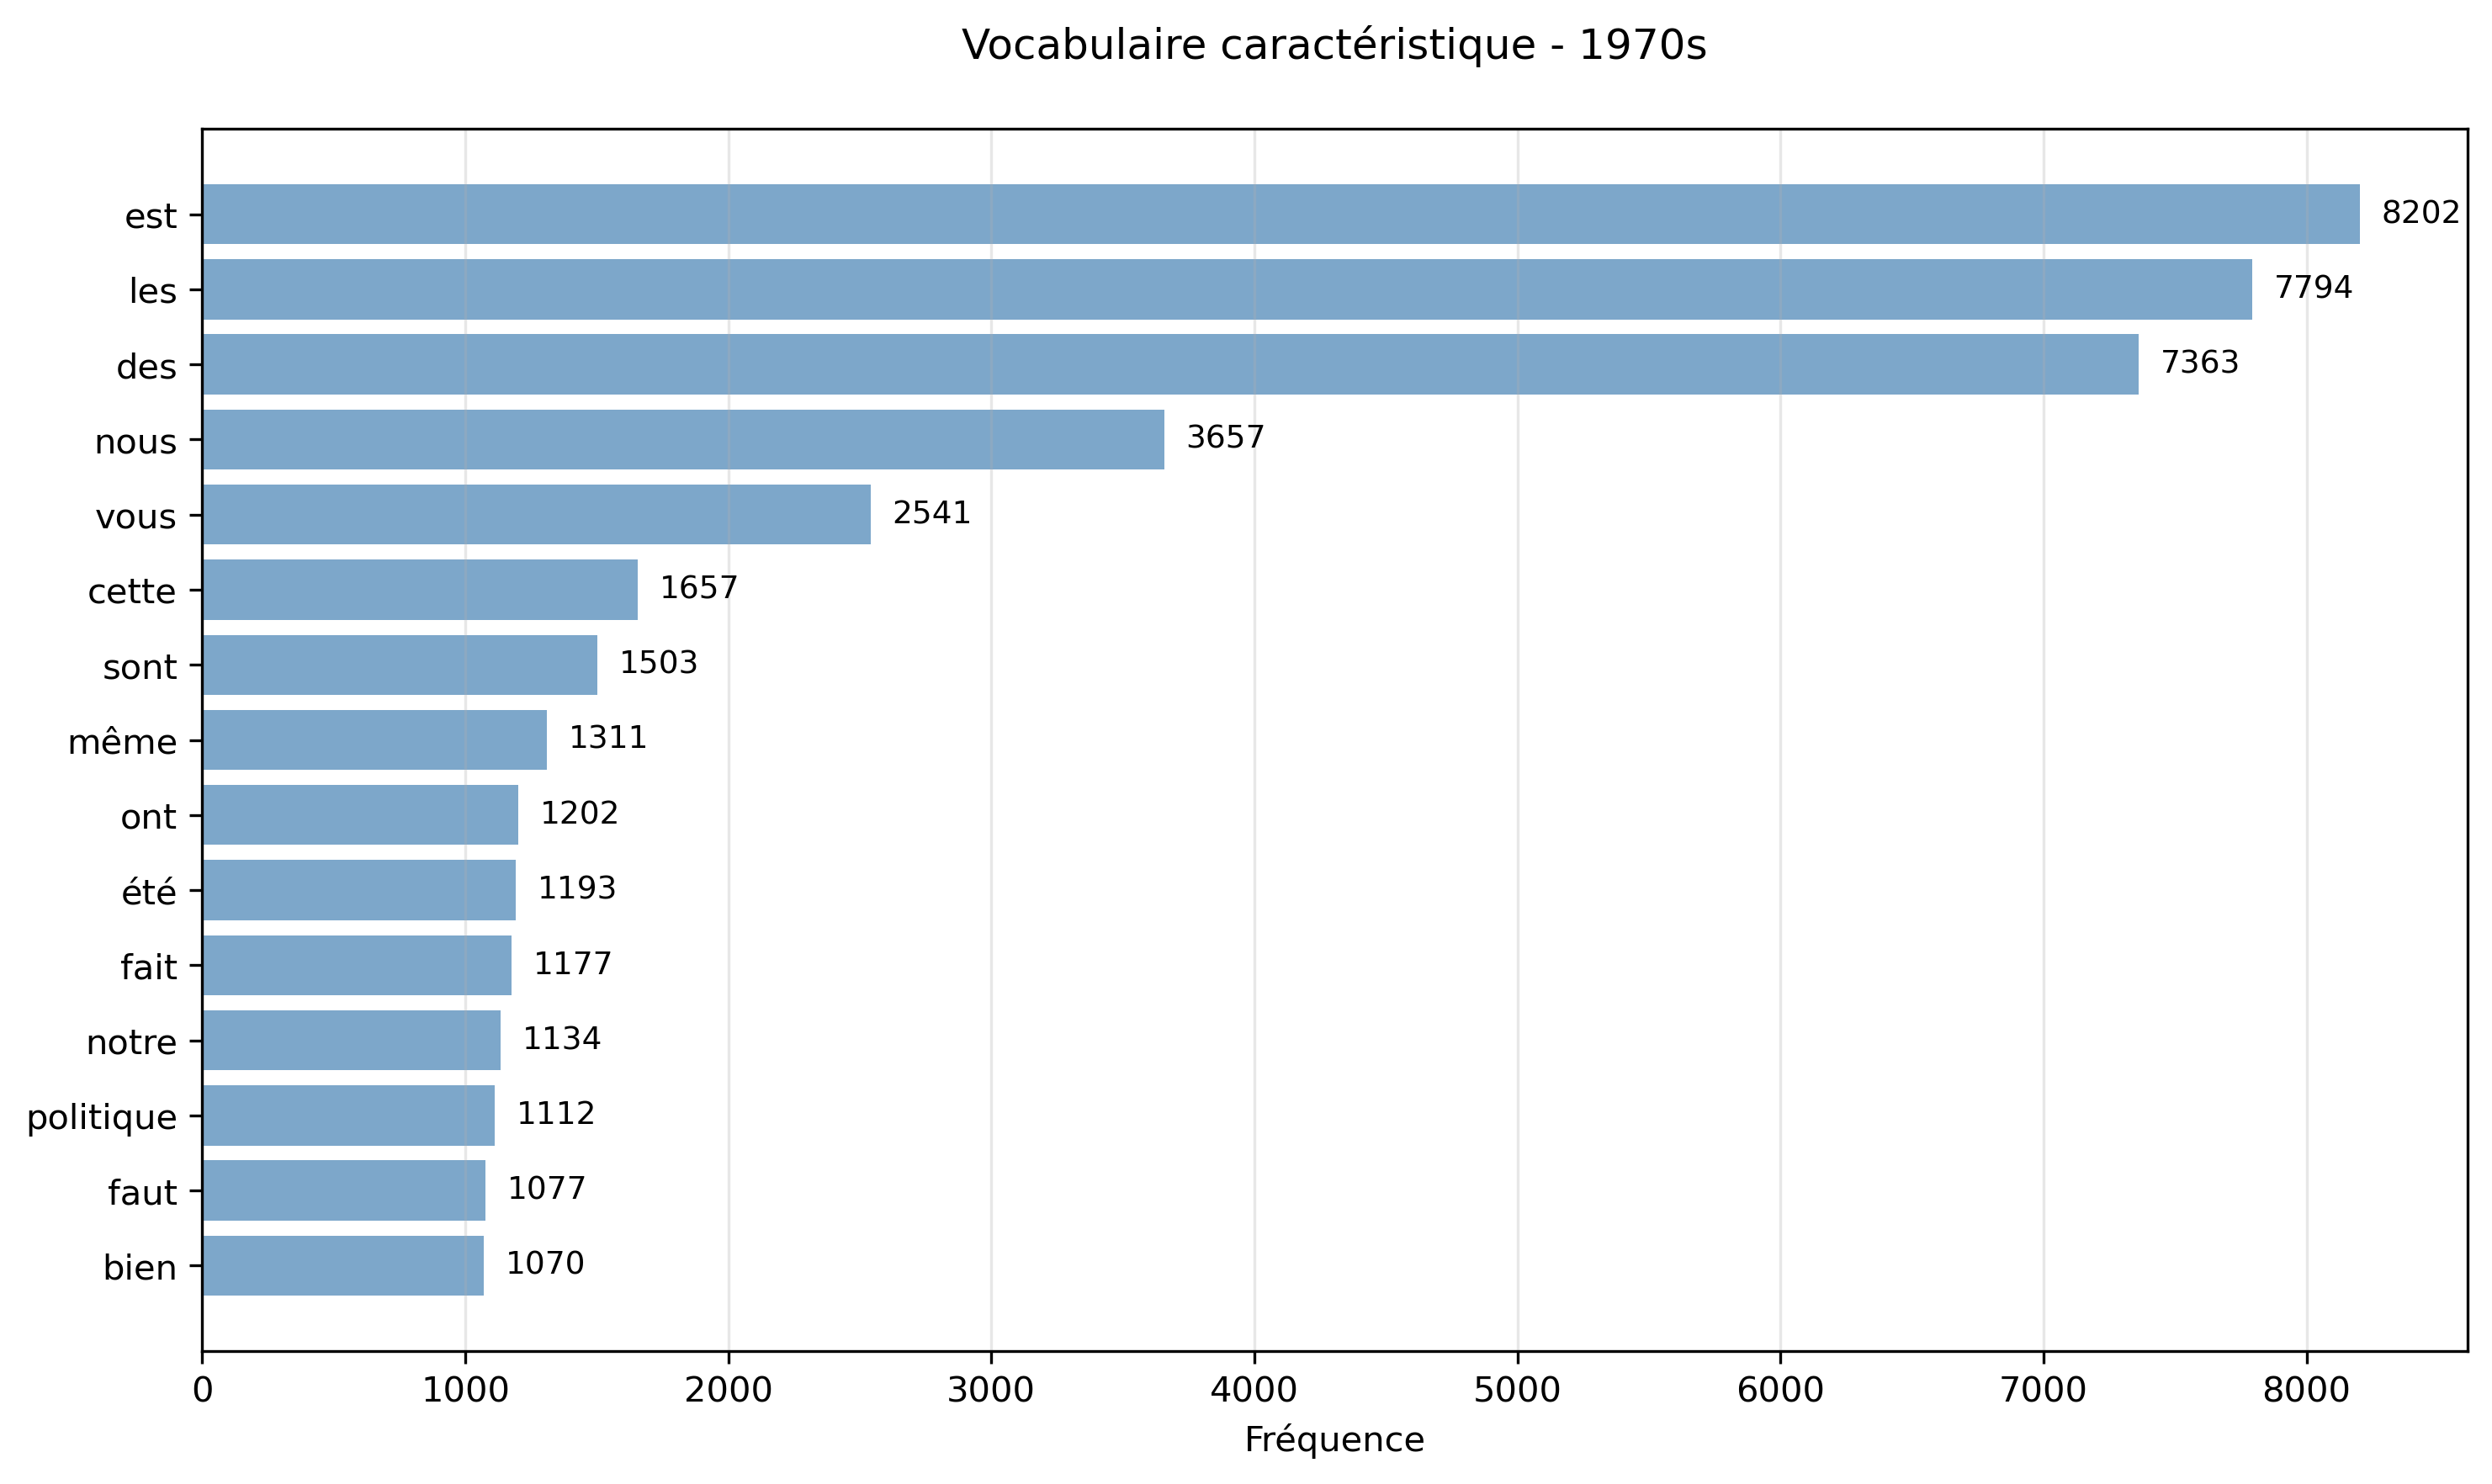 Vocabulaire caractéristique - 1970s
est 8202
les 7794
des 7363
nous 3657
vous 2541
cette 1657
sont 1503
même 1311
ont 1202
été 1193
fait 1177
notre 1134
politique 1112
faut 1077
bien 1070
0 1000 2000 3000 4000 5000 6000 7000 8000
Fréquence